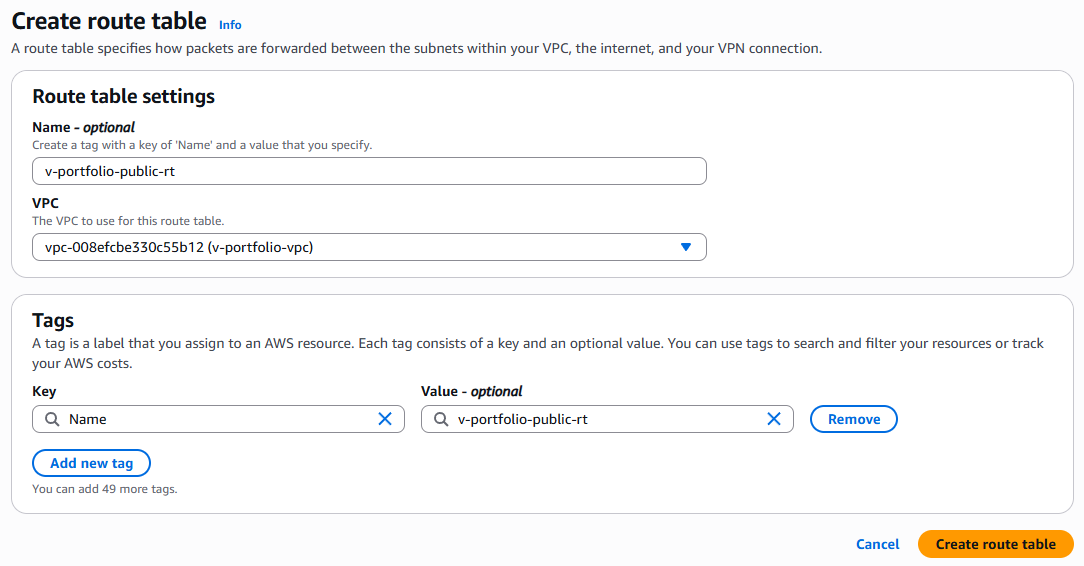 Create route table Info
A route table specifies how packets are forwarded between the subnets within your VPC, the internet, and your VPN connection.
Route table settings
Name - optional
Create a tag with a key of 'Name' and a value that you specify.
v-portfolio-public-rt
VPC
The VPC to use for this route table.
vpc-008efcbe330c55b12 (v-portfolio-vpc)
Tags
A tag is a label that you assign to an AWS resource. Each tag consists of a key and an optional value. You can use tags to search and filter your resources or track
your AWS costs.
Key Value - optional
Name v-portfolio-public-rt Remove
Add new tag
You can add 49 more tags.
Cancel Create route table